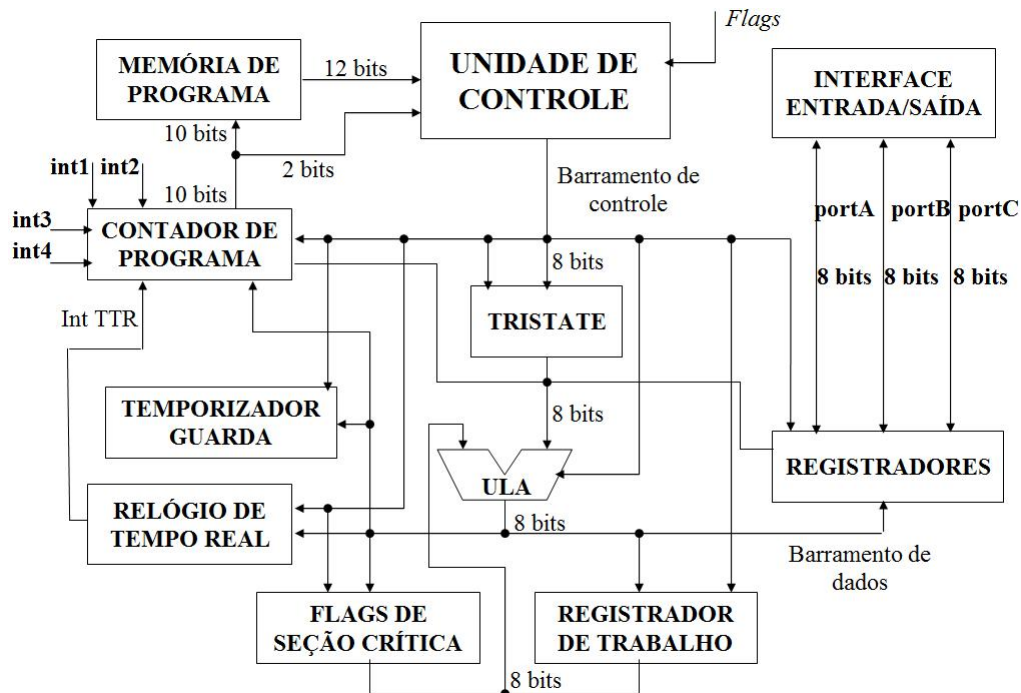 Flags
MEMÓRIA DE
PROGRAMA
12 bits
UNIDADE DE
CONTROLE
INTERFACE
ENTRADA/SAÍDA
10 bits
2 bits
int1 int2
10 bits
Barramento de
controle
int3
int4
CONTADOR DE
PROGRAMA
portA portB portC
8 bits
8 bits 8 bits 8 bits
Int TTR
TRISTATE
TEMPORIZADOR
GUARDA
8 bits
ULA
REGISTRADORES
RELÓGIO DE
TEMPO REAL
8 bits
Barramento de
dados
FLAGS DE
SEÇÃO CRÍTICA
REGISTRADOR
DE TRABALHO
8 bits